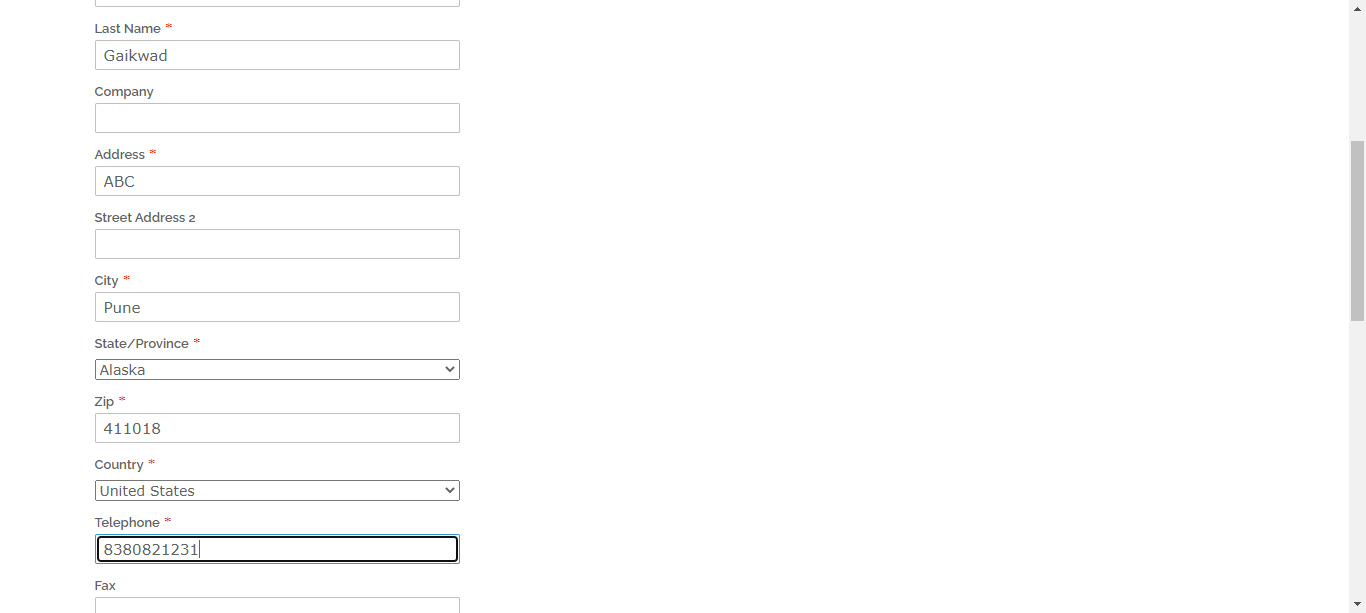 Last Name *
Gaikwad
Company
Address *
ABC
Street Address 2
City *
Pune
State/Province *
Alaska
Zip *
411018
Country *
United States
Telephone *
8380821231
Fax